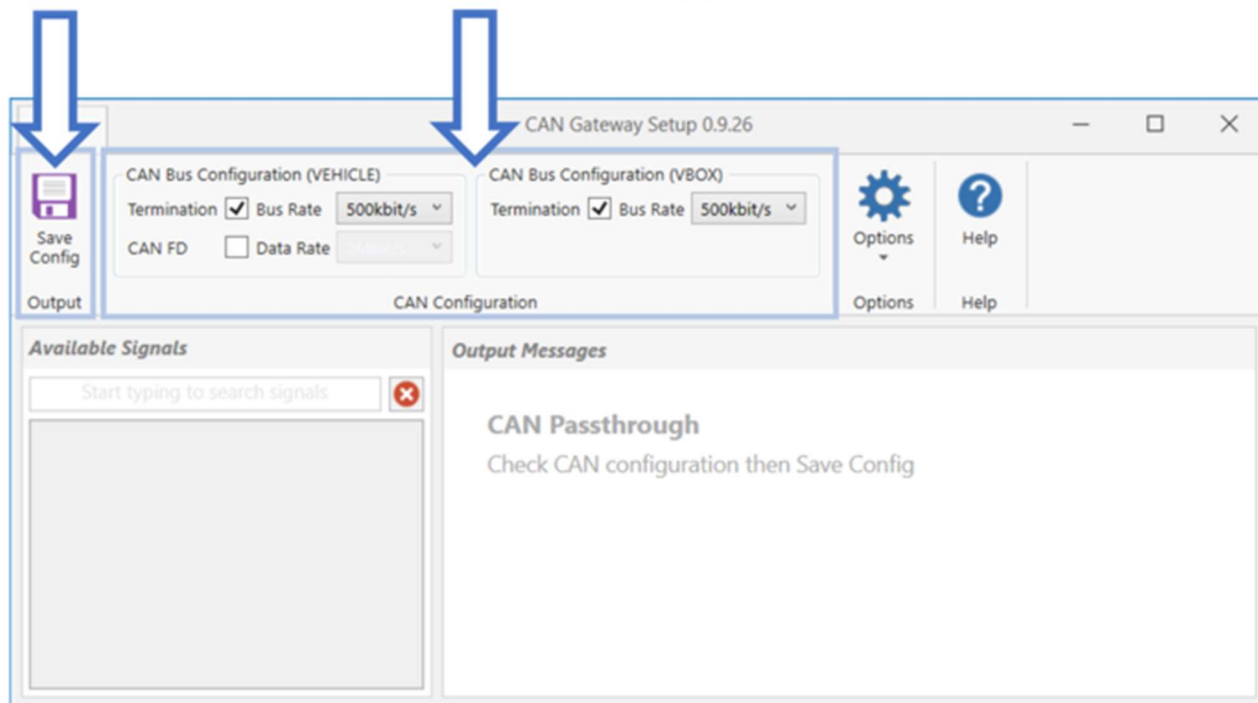 CAN Gateway Setup 0.9.26
Save
Config
Output
CAN Bus Configuration (VEHICLE)
Termination Bus Rate 500kbit/s
CAN FD Data Rate
CAN Bus Configuration (VBOX)
Termination Bus Rate 500kbit/s
CAN Configuration
Options
Options
Help
Help
Available Signals
Start typing to search signals
Output Messages
CAN Passthrough
Check CAN configuration then Save Config